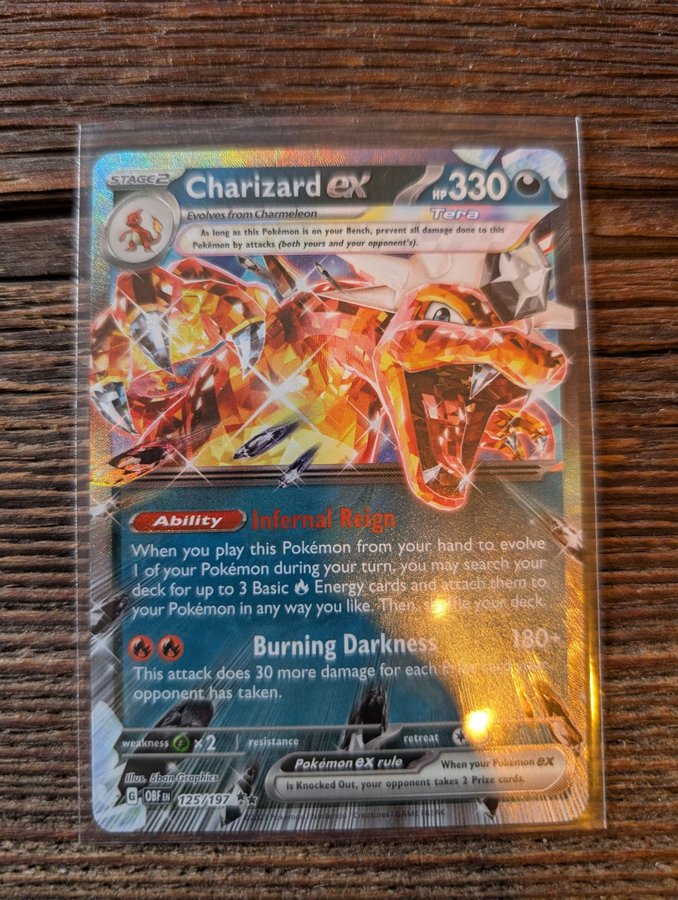 STAGE2
Charizard ex
HP 330
Evolves from Charmeleon
Tera
As long as this Pokémon is on your Bench, prevent all damage done to this
Pokémon by attacks (both yours and your opponent's).
Ability Infernal Reign
When you play this Pokémon from your hand to evolve
1 of your Pokémon during your turn, you may search your
deck for up to 3 Basic Energy cards and attach them to
your Pokémon in any way you like. Then, shuffle your deck.
Burning Darkness 180+
This attack does 30 more damage for each
opponent has taken.
weakness ×2 resistance retreat
Pokémon ex rule When your Pokémon ex
is Knocked Out, your opponent takes 2 Prize cards.
Illus. 5ban Graphics
G OBF EN 125/197
Pokémon / Nintendo / Creatures / GAME FREAK